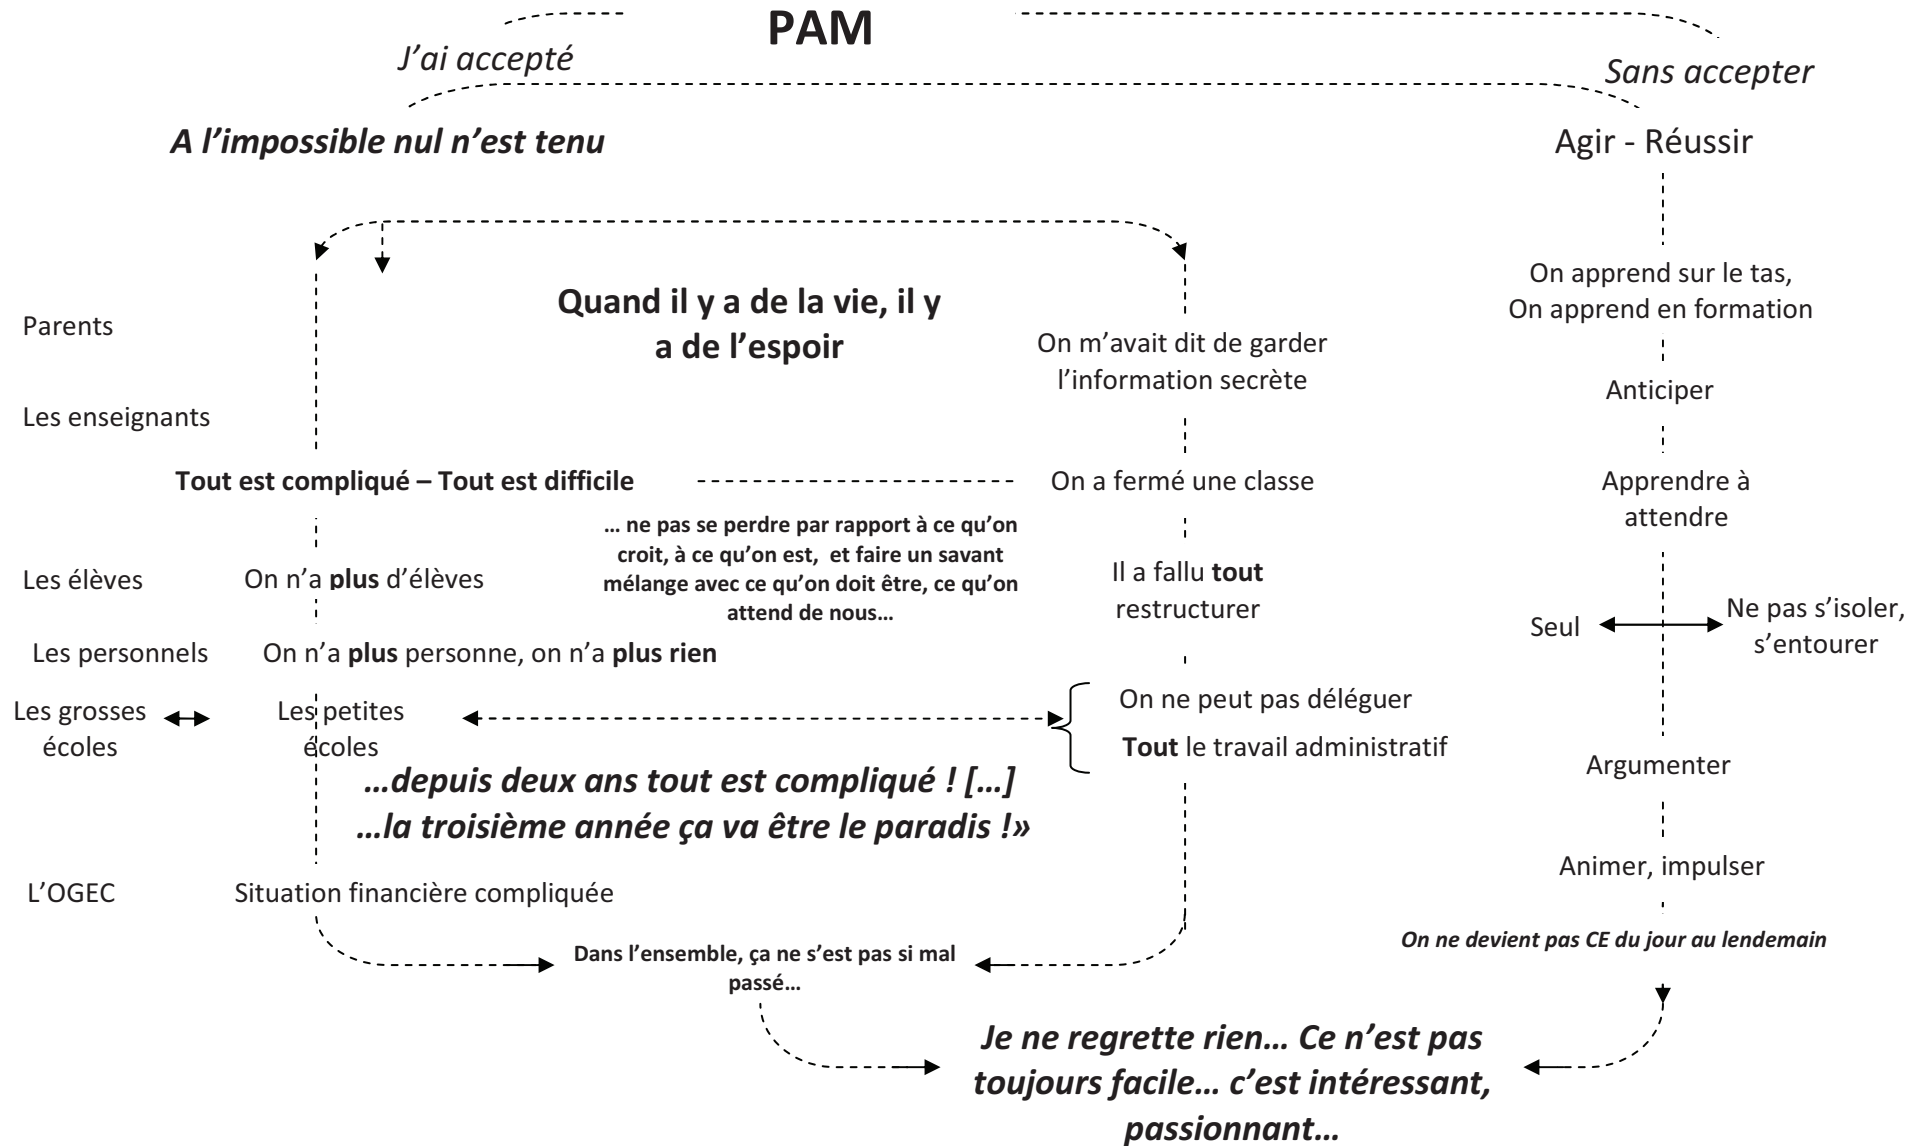 PAM
J’ai accepté
Sans accepter
A l’impossible nul n’est tenu
Agir - Réussir
On apprend sur le tas,
On apprend en formation
Quand il y a de la vie, il y
a de l’espoir
Parents
On m’avait dit de garder
l’information secrète
Anticiper
Les enseignants
Tout est compliqué – Tout est difficile
On a fermé une classe
Apprendre à
attendre
… ne pas se perdre par rapport à ce qu’on
croit, à ce qu’on est, et faire un savant
mélange avec ce qu’on doit être, ce qu’on
attend de nous…
Les élèves
On n’a plus d’élèves
Il a fallu tout
restructurer
Seul
Ne pas s’isoler,
s’entourer
Les personnels
On n’a plus personne, on n’a plus rien
Les grosses
écoles
Les petites
écoles
On ne peut pas déléguer
Tout le travail administratif
…depuis deux ans tout est compliqué ! […]
…la troisième année ça va être le paradis !»
Argumenter
Animer, impulser
L’OGEC
Situation financière compliquée
On ne devient pas CE du jour au lendemain
Dans l’ensemble, ça ne s’est pas si mal
passé…
Je ne regrette rien… Ce n’est pas
toujours facile… c’est intéressant,
passionnant…